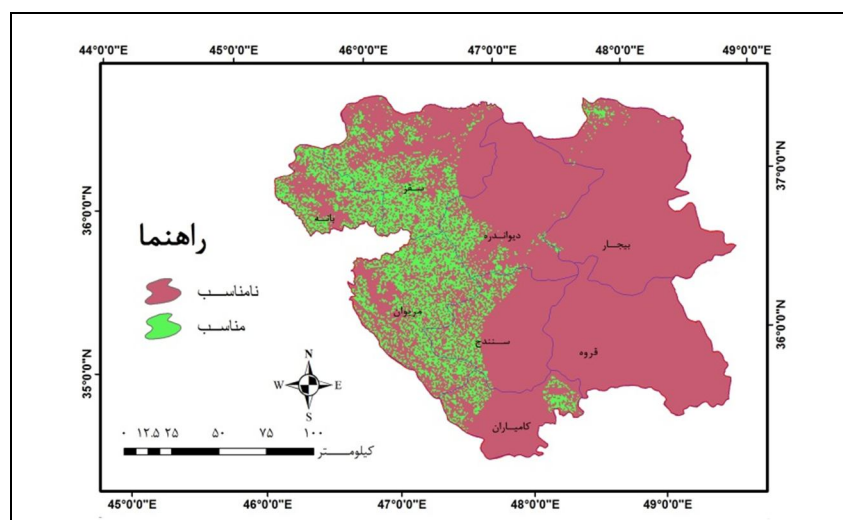 44°0'0"E 45°0'0"E 46°0'0"E 47°0'0"E 48°0'0"E 49°0'0"E
37°0'0"N
36°0'0"N
سقز
بانه
دیواندره
بیجار
راهنما
نامناسب
مناسب
مریوان
سنندج
قروه
36°0'0"N
35°0'0"N
N
W E
S
کامیاران
۰ ۱۲.۵ ۲۵ ۵۰ ۷۵ ۱۰۰
کیلومتر
45°0'0"E 46°0'0"E 47°0'0"E 48°0'0"E 49°0'0"E